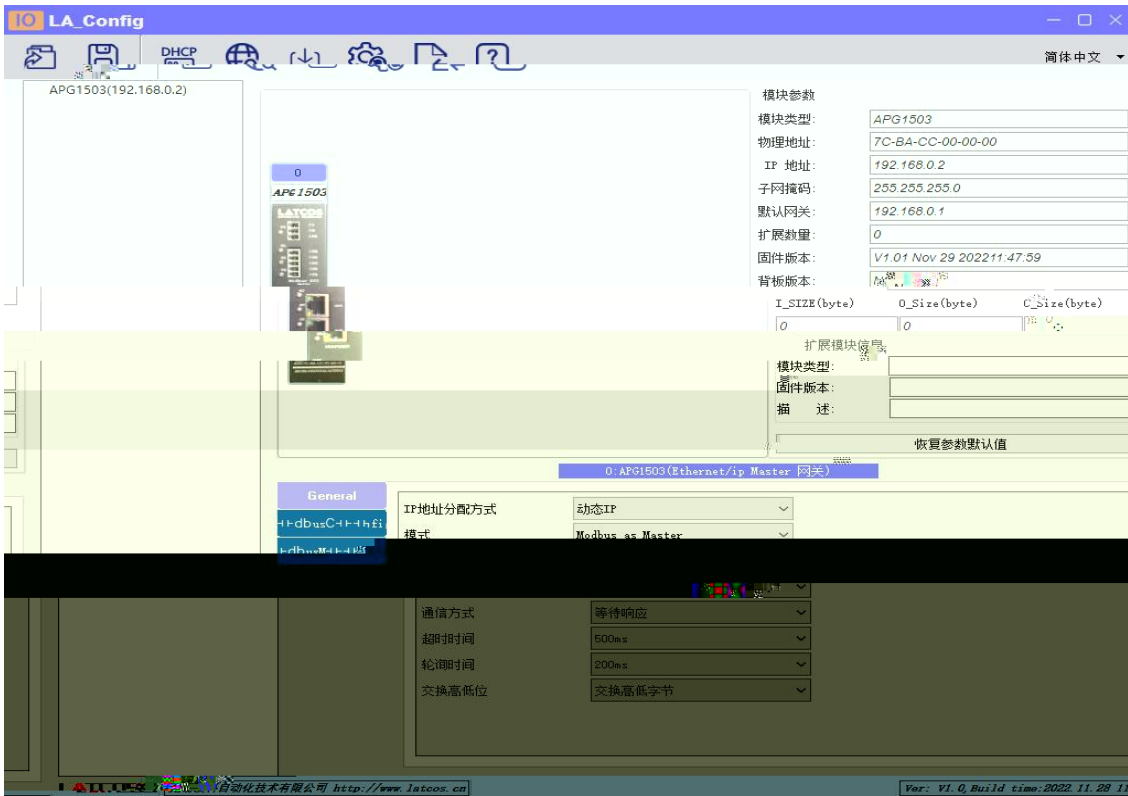 IO LA_Config
DHCP
简体中文
APG1503(192.168.0.2)
模块参数
模块类型: APG1503
物理地址: 7C-BA-CC-00-00-00
IP 地址: 192.168.0.2
子网掩码: 255.255.255.0
默认网关: 192.168.0.1
扩展数量: 0
固件版本: V1.01 Nov 29 202211:47:59
背板版本:
0
APG1503
LATCOS
I_SIZE(byte) O_Size(byte) C_Size(byte)
0 0
扩展模块信息
模块类型:
固件版本:
描 述:
恢复参数默认值
0:APG1503(Ethernet/ip Master 网关)
General
IP地址分配方式 动态IP
模式 Modbus as Master
通信方式 等待响应
超时时间 500ms
轮询时间 200ms
交换高低位 交换高低字节
自动化技术有限公司 http://www.latcos.cn
Ver: V1.0,Build time:2022.11.28 11